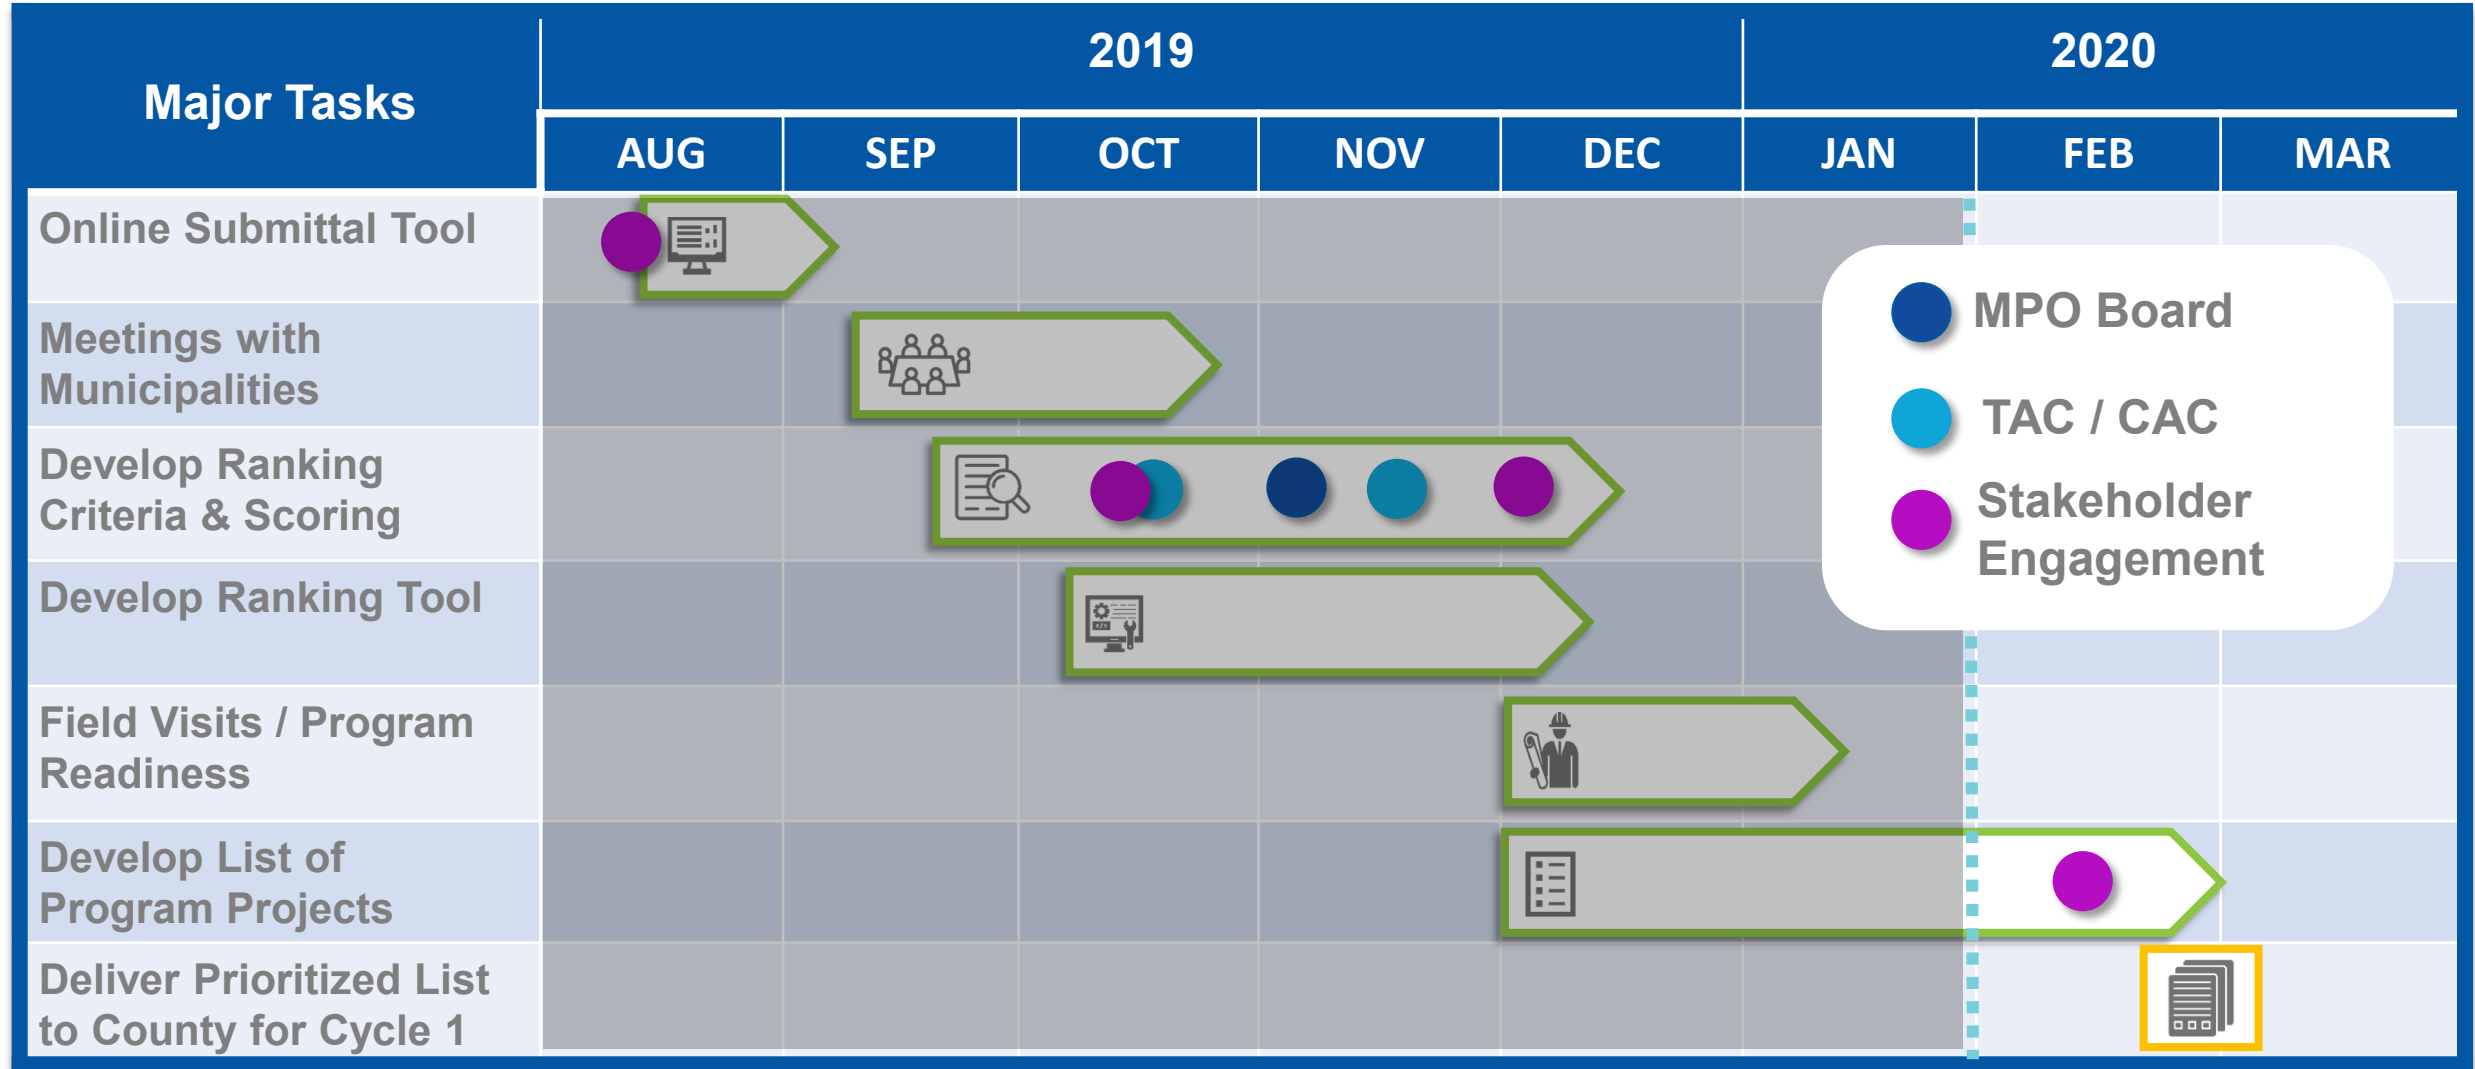 2019
2020
Major Tasks
AUG
SEP
OCT
NOV
DEC
JAN
FEB
MAR
Online Submittal Tool
Meetings with
Municipalities
Develop Ranking
Criteria & Scoring
Develop Ranking Tool
Field Visits / Program
Readiness
Develop List of
Program Projects
Deliver Prioritized List
to County for Cycle 1
MPO Board
TAC / CAC
Stakeholder
Engagement